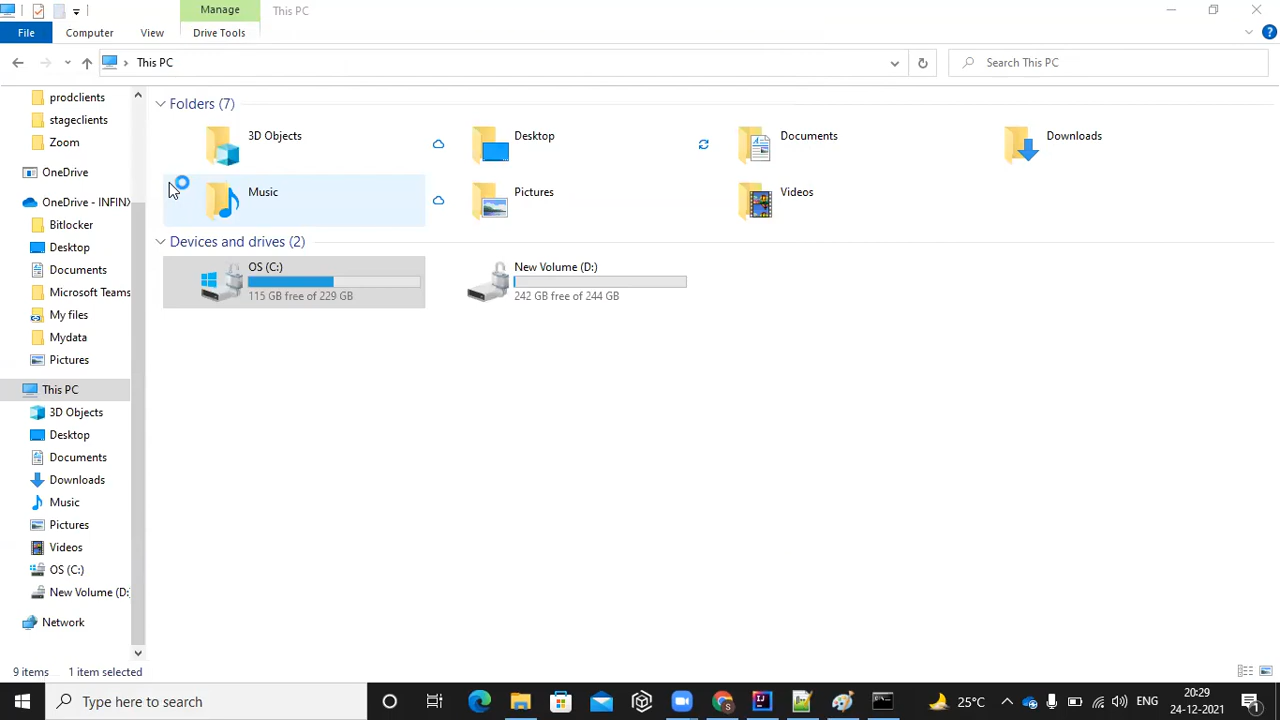 Manage
This PC
File
Computer
View
Drive Tools
This PC
Search This PC
prodclients
stageclients
Zoom
OneDrive
OneDrive - INFINX
Bitlocker
Desktop
Documents
Microsoft Teams
My files
Mydata
Pictures
This PC
3D Objects
Desktop
Documents
Downloads
Music
Pictures
Videos
OS (C:)
New Volume (D:
Network
Folders (7)
3D Objects
Desktop
Documents
Downloads
Music
Pictures
Videos
Devices and drives (2)
OS (C:)
115 GB free of 229 GB
New Volume (D:)
242 GB free of 244 GB
9 items
1 item selected
Type here to search
25°C
ENG
20:29
24-12-2021
1